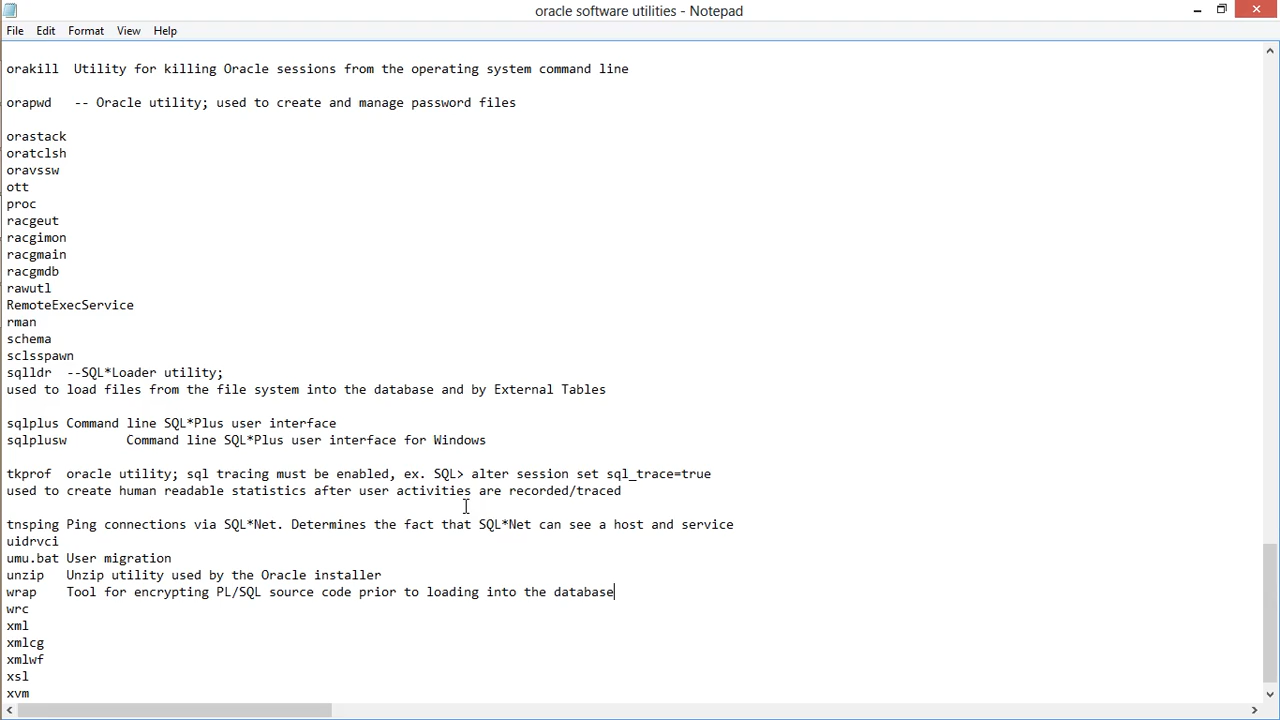 oracle software utilities - Notepad
File Edit Format View Help
orakill  Utility for killing Oracle sessions from the operating system command line
orapwd   -- Oracle utility; used to create and manage password files
orastack
oratclsh
oravssw
ott
proc
racgeut
racgimon
racgmain
racgmdb
rawutl
RemoteExecService
rman
schema
sclsspawn
sqlldr  --SQL*Loader utility;
used to load files from the file system into the database and by External Tables
sqlplus Command line SQL*Plus user interface
sqlplusw        Command line SQL*Plus user interface for Windows
tkprof  oracle utility; sql tracing must be enabled, ex. SQL> alter session set sql_trace=true
used to create human readable statistics after user activities are recorded/traced
tnsping Ping connections via SQL*Net. Determines the fact that SQL*Net can see a host and service
uidrvci
umu.bat User migration
unzip   Unzip utility used by the Oracle installer
wrap    Tool for encrypting PL/SQL source code prior to loading into the database
wrc
xml
xmlcg
xmlwf
xsl
xvm